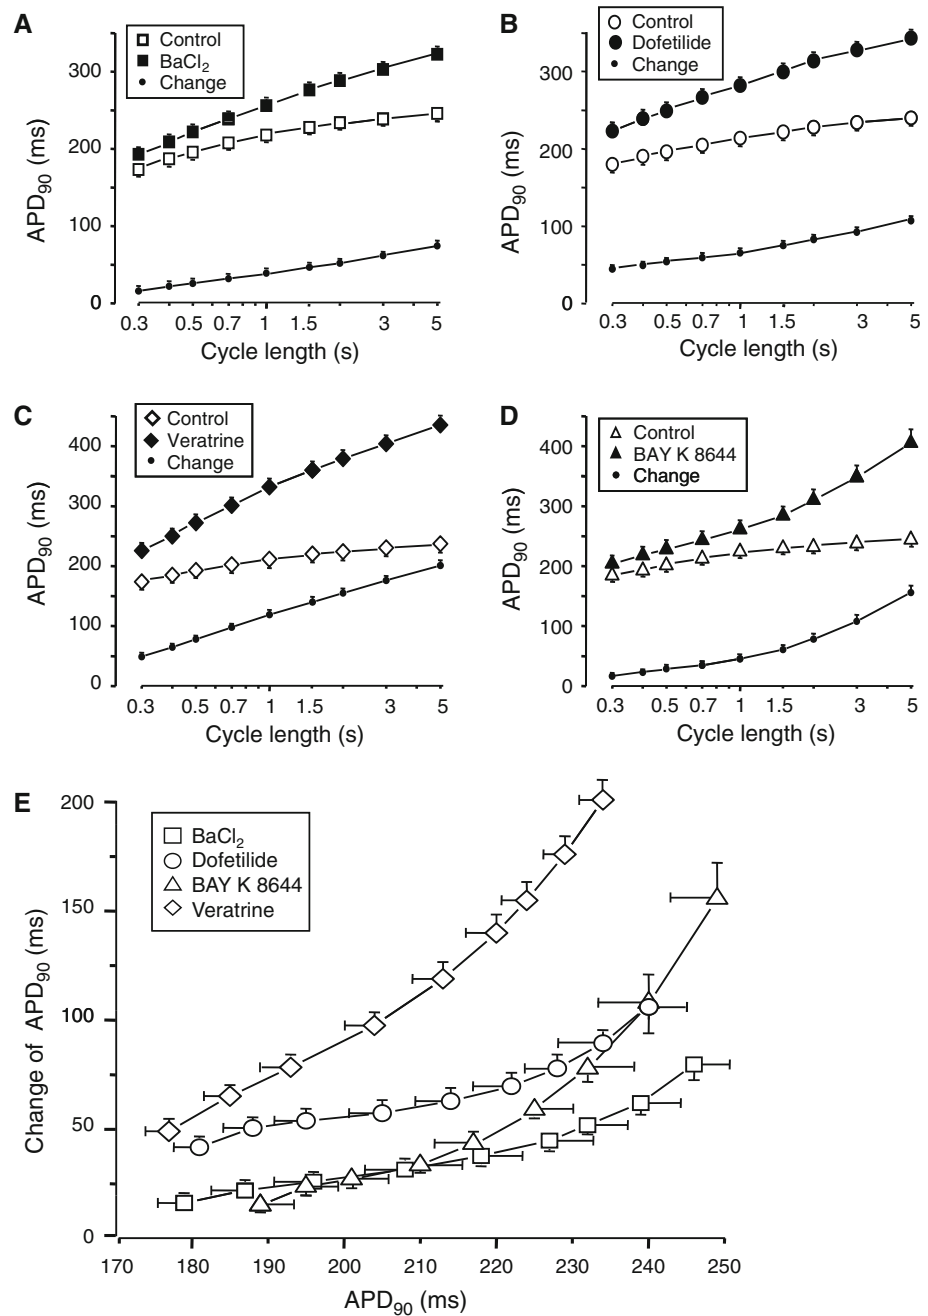 A
Control
BaCl2
Change
APD90 (ms)
300
200
100
0
0.3 0.5 0.7 1 1.5 3 5
Cycle length (s)
B
Control
Dofetilide
Change
APD90 (ms)
300
200
100
0
0.3 0.5 0.7 1 1.5 3 5
Cycle length (s)
C
Control
Veratrine
Change
APD90 (ms)
400
300
200
100
0
0.3 0.5 0.7 1 1.5 3 5
Cycle length (s)
D
Control
BAY K 8644
Change
APD90 (ms)
400
300
200
100
0
0.3 0.5 0.7 1 1.5 3 5
Cycle length (s)
E
BaCl2
Dofetilide
BAY K 8644
Veratrine
Change of APD90 (ms)
200
150
100
50
0
170 180 190 200 210 220 230 240 250
APD90 (ms)